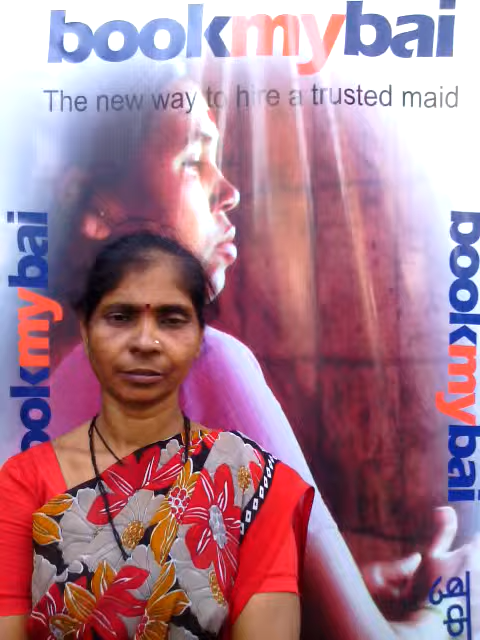 bookmybai
The new way to hire a trusted maid
bookmybai
bookmybai
बुक